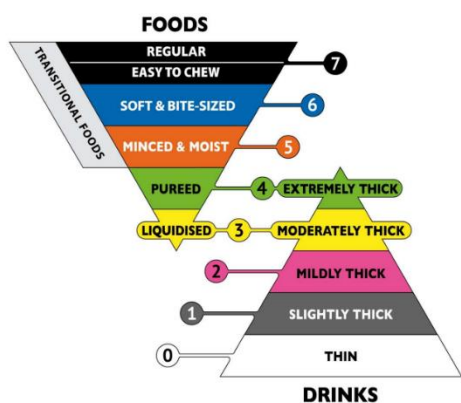 FOODS
REGULAR
EASY TO CHEW
7
TRANSITIONAL FOODS
SOFT & BITE-SIZED
6
MINCED & MOIST
5
PUREED
4
EXTREMELY THICK
LIQUIDISED
3
MODERATELY THICK
2
MILDLY THICK
1
SLIGHTLY THICK
0
THIN
DRINKS